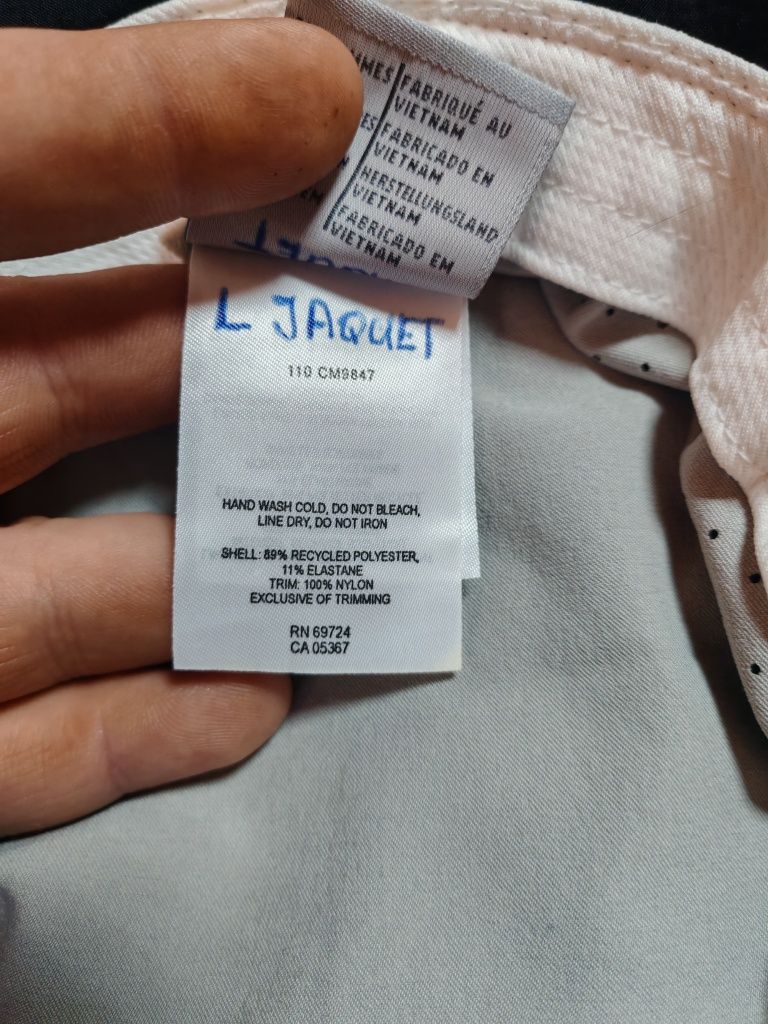 FABRIQUÉ AU
VIETNAM
FABRICADO EN
VIETNAM
HERSTELLUNGSLAND
VIETNAM
FABRICADO EM
VIETNAM
L JAQUET
110 CM9847
HAND WASH COLD, DO NOT BLEACH,
LINE DRY, DO NOT IRON
SHELL: 89% RECYCLED POLYESTER,
11% ELASTANE
TRIM: 100% NYLON
EXCLUSIVE OF TRIMMING
RN 69724
CA 05367